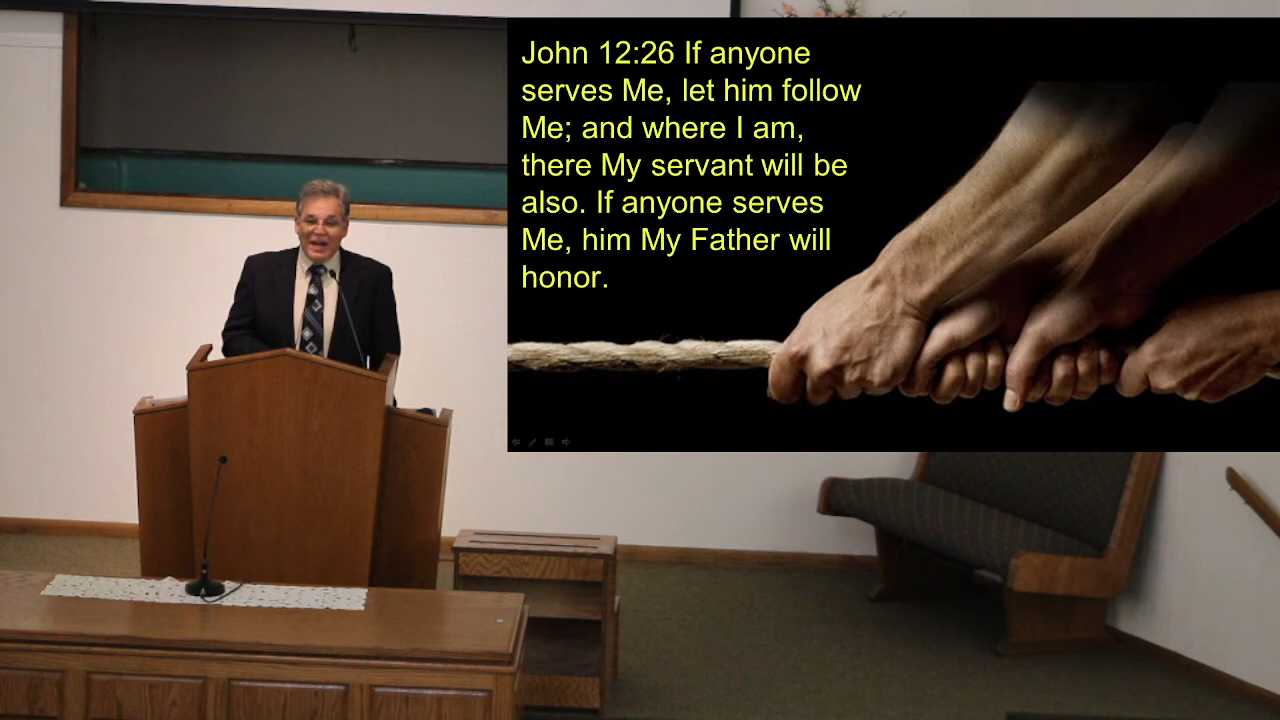 John 12:26 If anyone
serves Me, let him follow
Me; and where I am,
there My servant will be
also. If anyone serves
Me, him My Father will
honor.